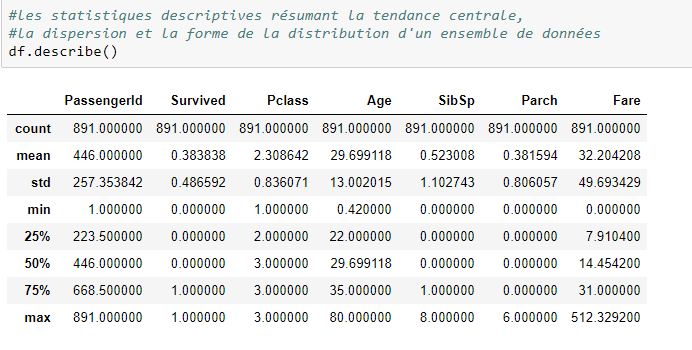 #les statistiques descriptives résumant la tendance centrale,
#la dispersion et la forme de la distribution d'un ensemble de données
df.describe()
PassengerId Survived Pclass Age SibSp Parch Fare
count 891.000000 891.000000 891.000000 891.000000 891.000000 891.000000 891.000000
mean 446.000000 0.383838 2.308642 29.699118 0.523008 0.381594 32.204208
std 257.353842 0.486592 0.836071 13.002015 1.102743 0.806057 49.693429
min 1.000000 0.000000 1.000000 0.420000 0.000000 0.000000 0.000000
25% 223.500000 0.000000 2.000000 22.000000 0.000000 0.000000 7.910400
50% 446.000000 0.000000 3.000000 29.699118 0.000000 0.000000 14.454200
75% 668.500000 1.000000 3.000000 35.000000 1.000000 0.000000 31.000000
max 891.000000 1.000000 3.000000 80.000000 8.000000 6.000000 512.329200